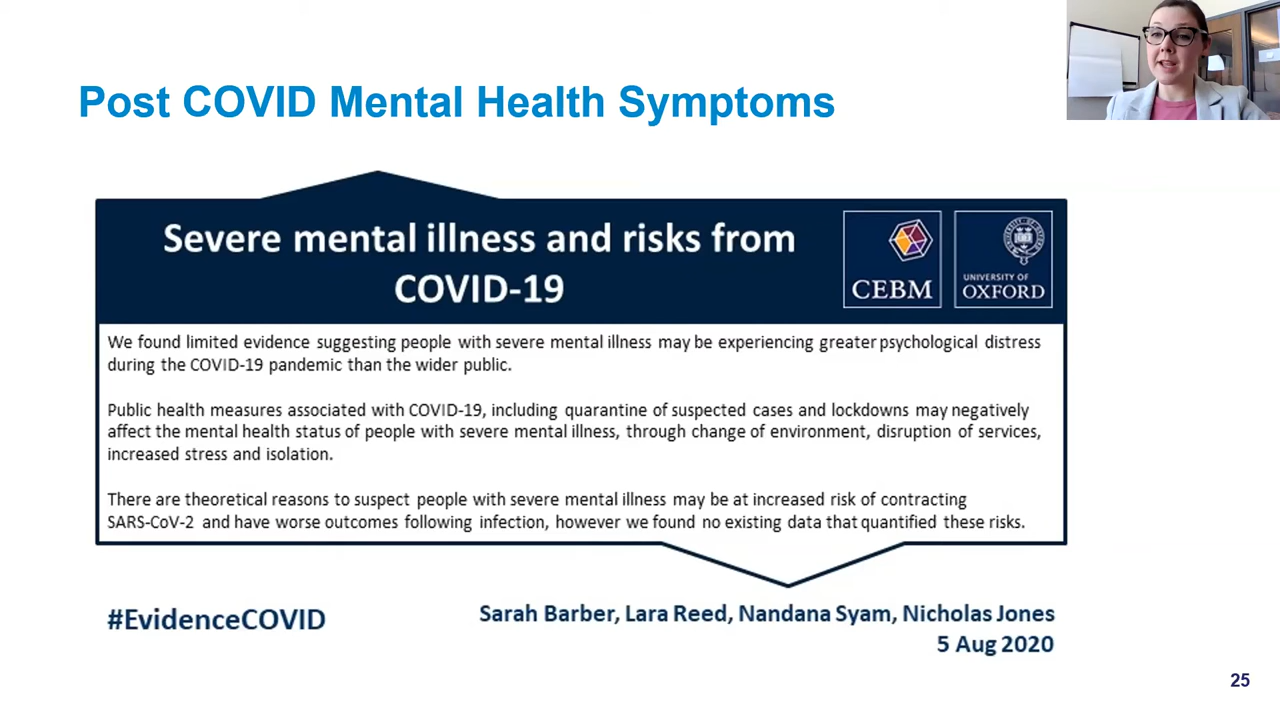 Post COVID Mental Health Symptoms
Severe mental illness and risks from
COVID-19
CEBM
UNIVERSITY OF
OXFORD
We found limited evidence suggesting people with severe mental illness may be experiencing greater psychological distress
during the COVID-19 pandemic than the wider public.
Public health measures associated with COVID-19, including quarantine of suspected cases and lockdowns may negatively
affect the mental health status of people with severe mental illness, through change of environment, disruption of services,
increased stress and isolation.
There are theoretical reasons to suspect people with severe mental illness may be at increased risk of contracting
SARS-CoV-2 and have worse outcomes following infection, however we found no existing data that quantified these risks.
#EvidenceCOVID
Sarah Barber, Lara Reed, Nandana Syam, Nicholas Jones
5 Aug 2020
25